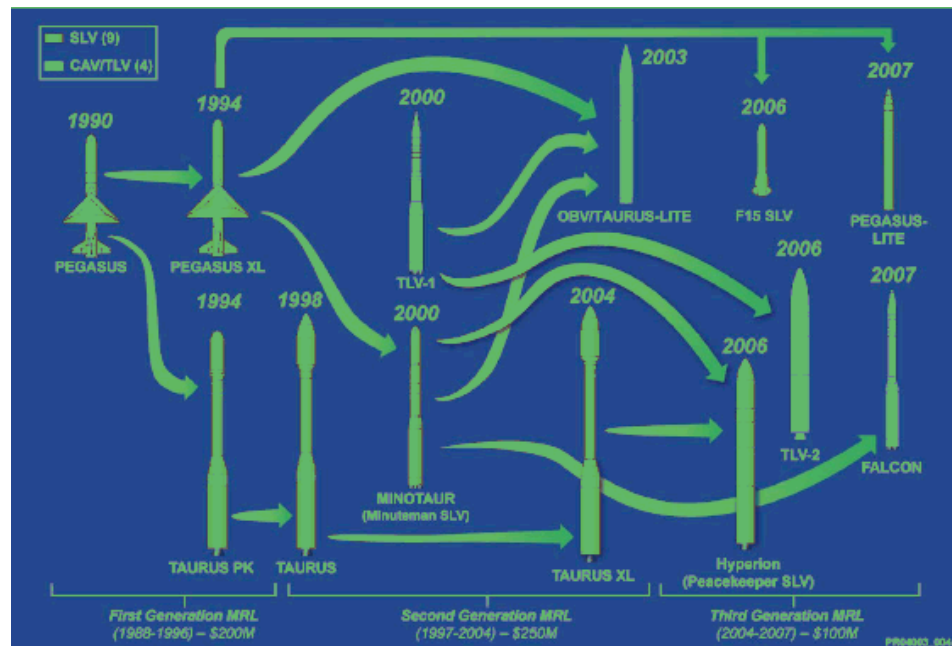 SLV (9)
CAV/TLV (4)
1990
PEGASUS
1994
PEGASUS XL
2000
TLV-1
2003
OBV/TAURUS-LITE
2006
F15 SLV
2007
PEGASUS-
LITE
1994
TAURUS PK
1998
TAURUS
2000
MINOTAUR
(Minuteman SLV)
2004
TAURUS XL
2006
Hyperion
(Peacekeeper SLV)
2006
TLV-2
2007
FALCON
First Generation MRL
(1988-1996) – $200M
Second Generation MRL
(1997-2004) – $250M
Third Generation MRL
(2004-2007) – $100M
PR04003_004